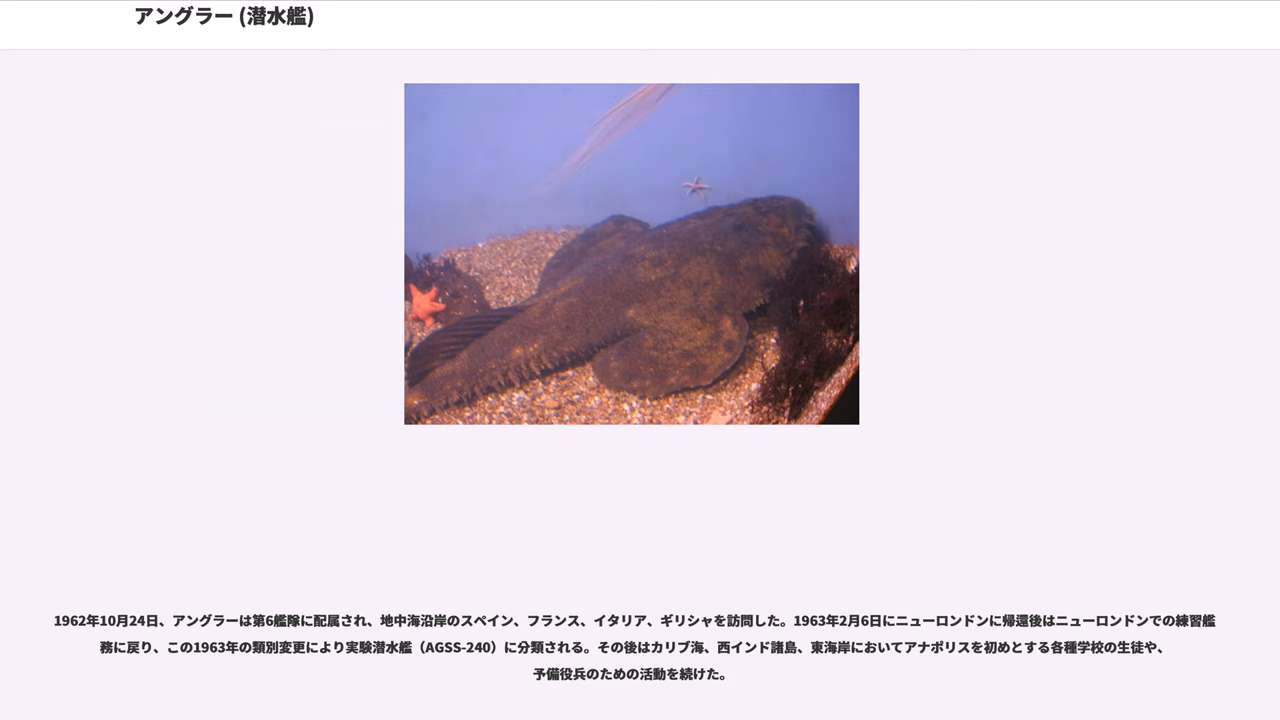 アングラー (潜水艦)
1962年10月24日、アングラーは第6艦隊に配属され、地中海沿岸のスペイン、フランス、イタリア、ギリシャを訪問した。1963年2月6日にニューロンドンに帰還後はニューロンドンでの練習艦
務に戻り、この1963年の類別変更により実験潜水艦（AGSS-240）に分類される。その後はカリブ海、西インド諸島、東海岸においてアナポリスを初めとする各種学校の生徒や、
予備役兵のための活動を続けた。